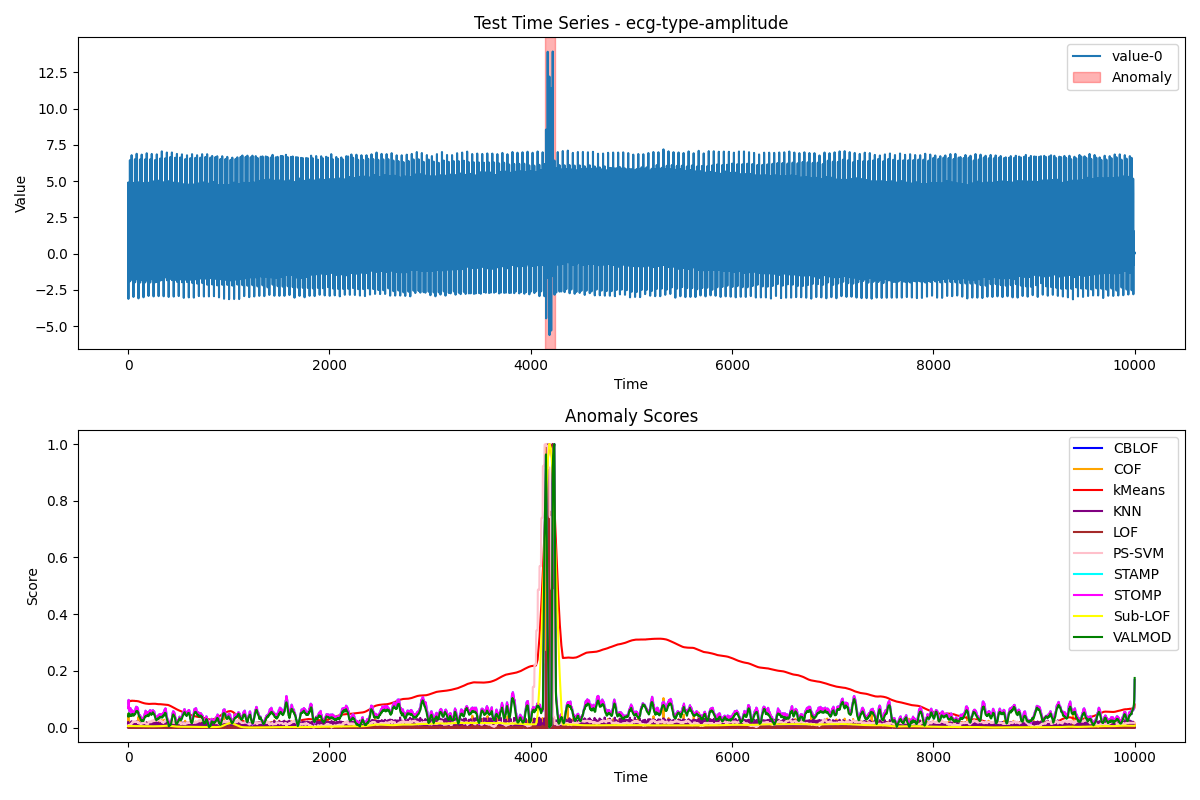 Test Time Series - ecg-type-amplitude
Value
12.5
10.0
7.5
5.0
2.5
0.0
−2.5
−5.0
value-0
Anomaly
0
2000
4000
6000
8000
10000
Time
Anomaly Scores
Score
1.0
0.8
0.6
0.4
0.2
0.0
CBLOF
COF
kMeans
KNN
LOF
PS-SVM
STAMP
STOMP
Sub-LOF
VALMOD
0
2000
4000
6000
8000
10000
Time